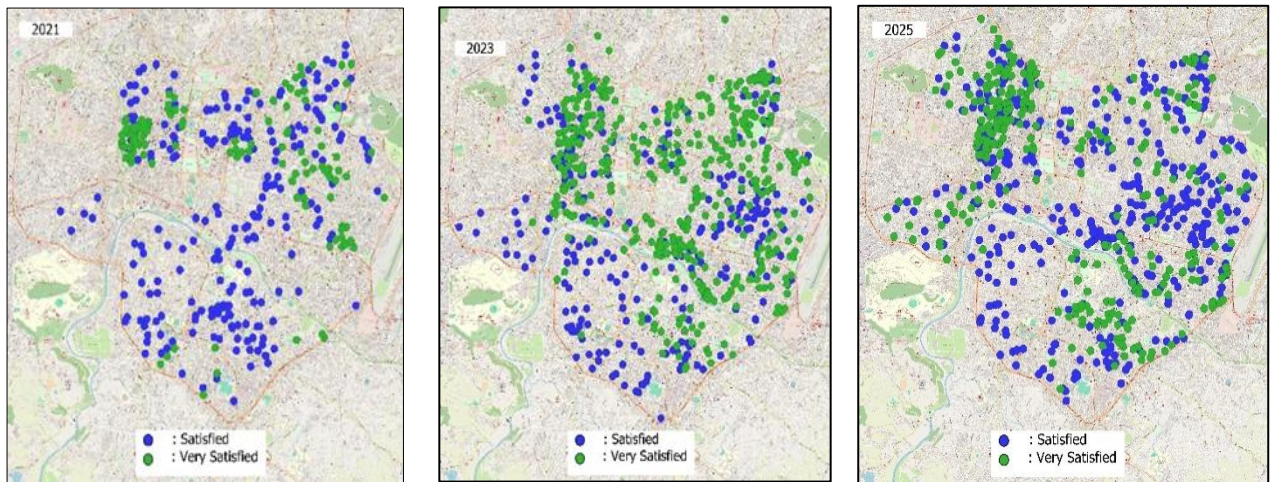 2021
: Satisfied
: Very Satisfied
2023
: Satisfied
: Very Satisfied
2025
: Satisfied
: Very Satisfied